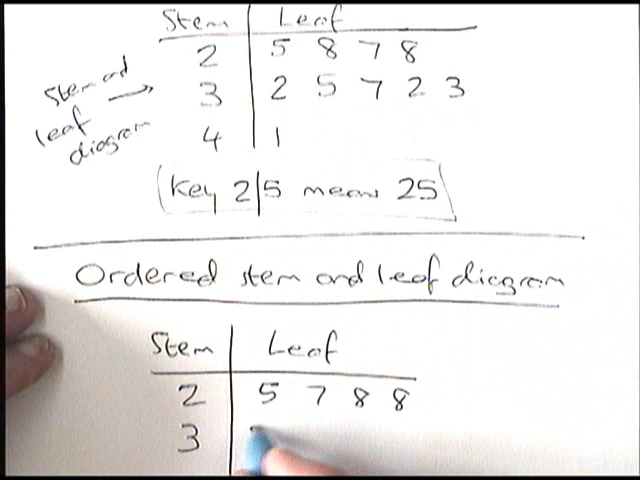 Stem Leaf
2 5 8 7 8
Stem and leaf diagram
3 2 5 7 2 3
4 1
Key 2|5 means 25
Ordered stem and leaf diagram
Stem Leaf
2 5 7 8 8
3